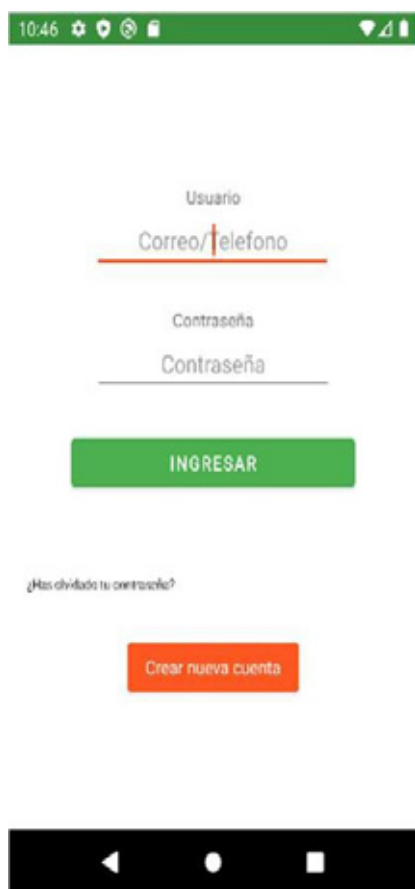 10:46
Usuario
Correo/Telefono
Contraseña
Contraseña
INGRESAR
¿Has olvidado tu contraseña?
Crear nueva cuenta